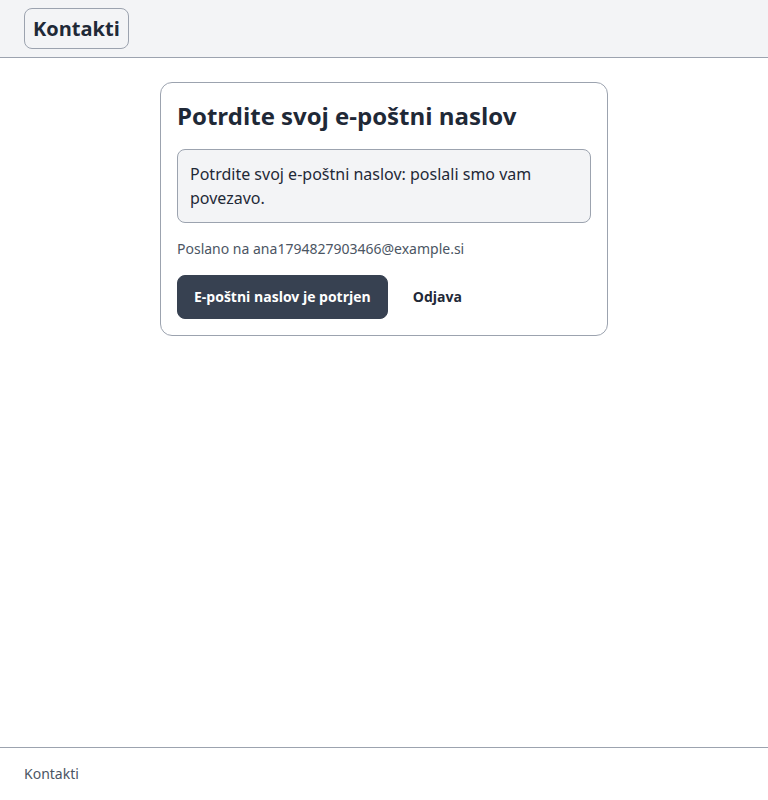 Kontakti
Potrdite svoj e-poštni naslov
Potrdite svoj e-poštni naslov: poslali smo vam
povezavo.
Poslano na ana1794827903466@example.si
E-poštni naslov je potrjen
Odjava
Kontakti